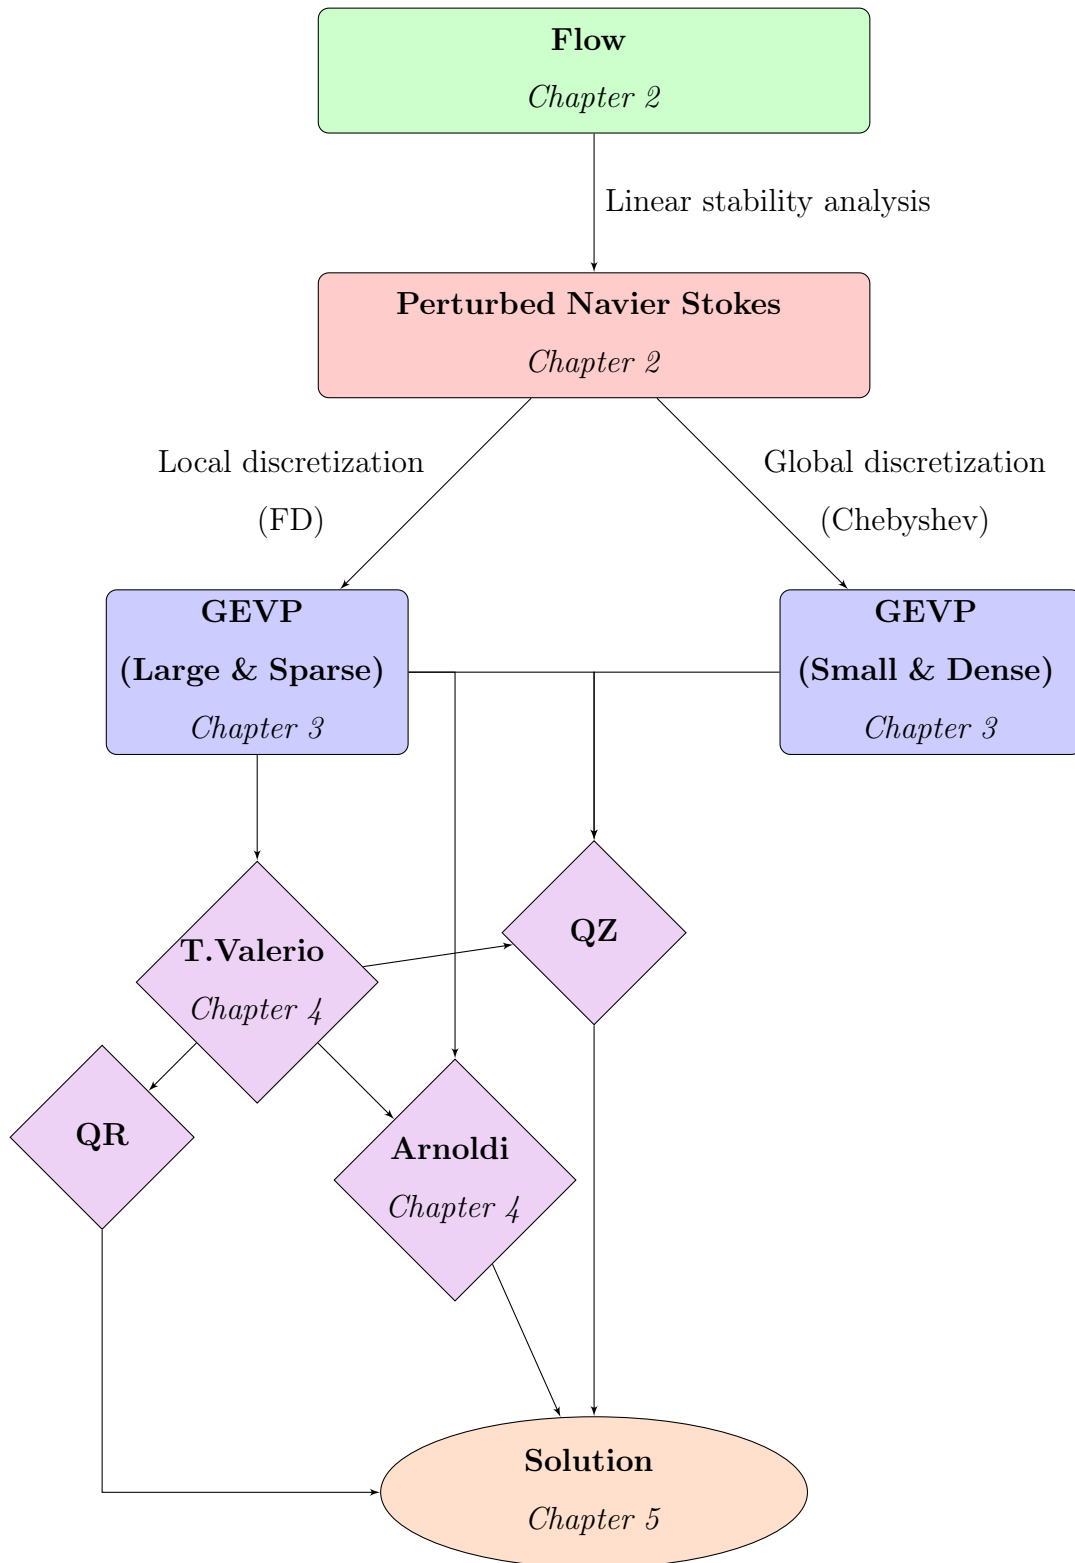 Flow
Chapter 2
Linear stability analysis
Perturbed Navier Stokes
Chapter 2
Local discretization
(FD)
Global discretization
(Chebyshev)
GEVP
(Large & Sparse)
Chapter 3
GEVP
(Small & Dense)
Chapter 3
T.Valerio
Chapter 4
QZ
QR
Arnoldi
Chapter 4
Solution
Chapter 5